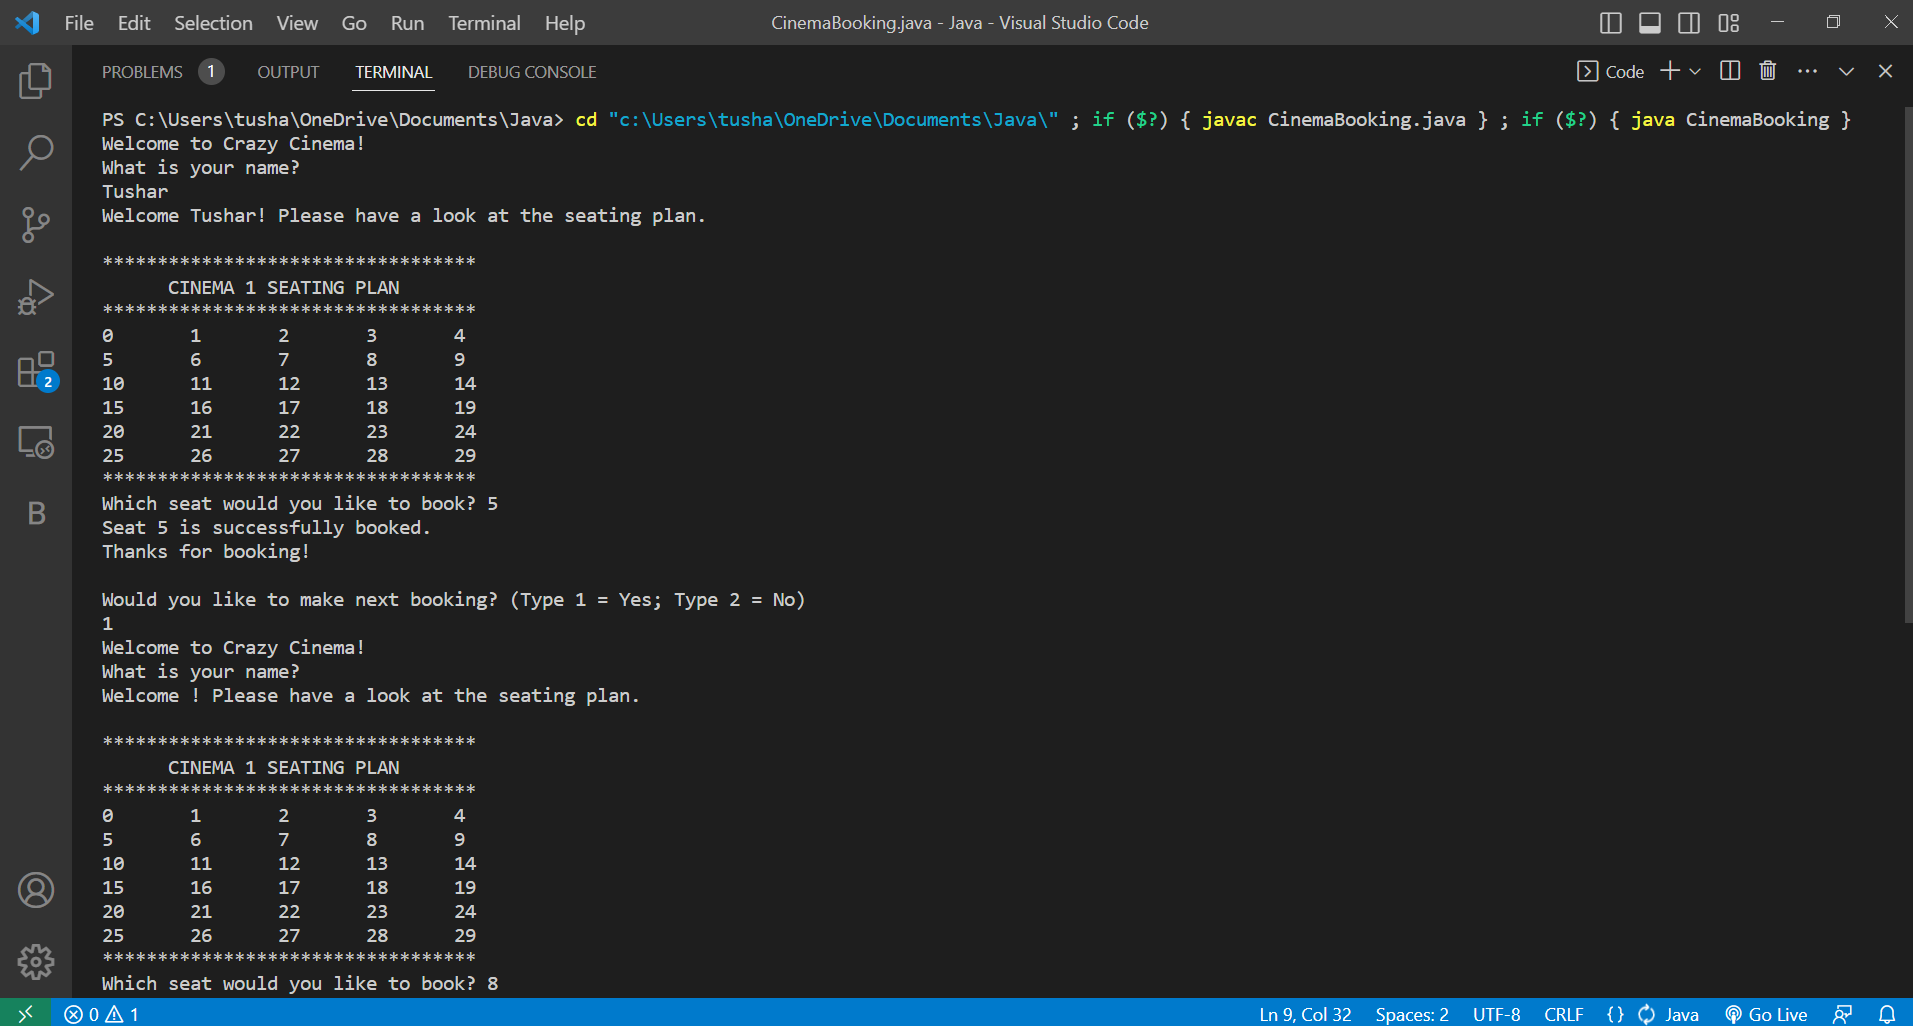 File Edit Selection View Go Run Terminal Help CinemaBooking.java - Java - Visual Studio Code
PROBLEMS 1 OUTPUT TERMINAL DEBUG CONSOLE Code
PS C:\Users\tusha\OneDrive\Documents\Java> cd "c:\Users\tusha\OneDrive\Documents\Java\" ; if ($?) { javac CinemaBooking.java } ; if ($?) { java CinemaBooking }
Welcome to Crazy Cinema!
What is your name?
Tushar
Welcome Tushar! Please have a look at the seating plan.
**********************************
CINEMA 1 SEATING PLAN
**********************************
0 1 2 3 4
5 6 7 8 9
10 11 12 13 14
15 16 17 18 19
20 21 22 23 24
25 26 27 28 29
**********************************
Which seat would you like to book? 5
Seat 5 is successfully booked.
Thanks for booking!
Would you like to make next booking? (Type 1 = Yes; Type 2 = No)
1
Welcome to Crazy Cinema!
What is your name?
Welcome ! Please have a look at the seating plan.
**********************************
CINEMA 1 SEATING PLAN
**********************************
0 1 2 3 4
5 6 7 8 9
10 11 12 13 14
15 16 17 18 19
20 21 22 23 24
25 26 27 28 29
**********************************
Which seat would you like to book? 8
2
B
0 1 Ln 9, Col 32 Spaces: 2 UTF-8 CRLF {} Java Go Live